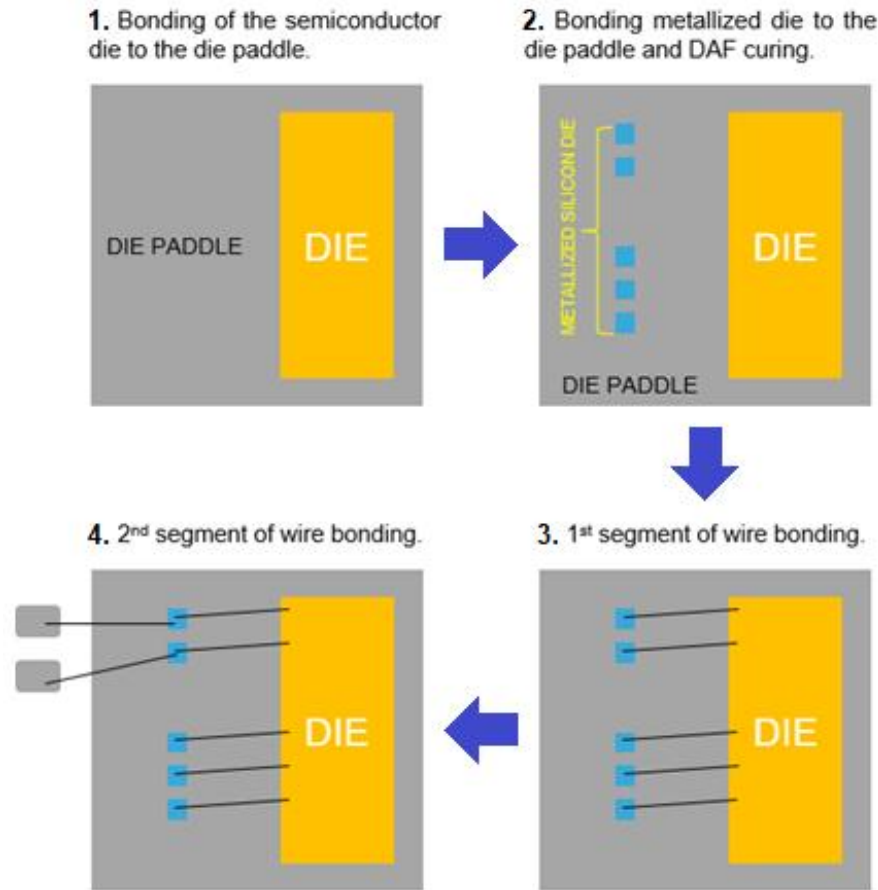 1. Bonding of the semiconductor
die to the die paddle.
DIE PADDLE
DIE
2. Bonding metallized die to the
die paddle and DAF curing.
METALLIZED SILICON DIE
DIE
DIE PADDLE
4. 2nd segment of wire bonding.
DIE
3. 1st segment of wire bonding.
DIE